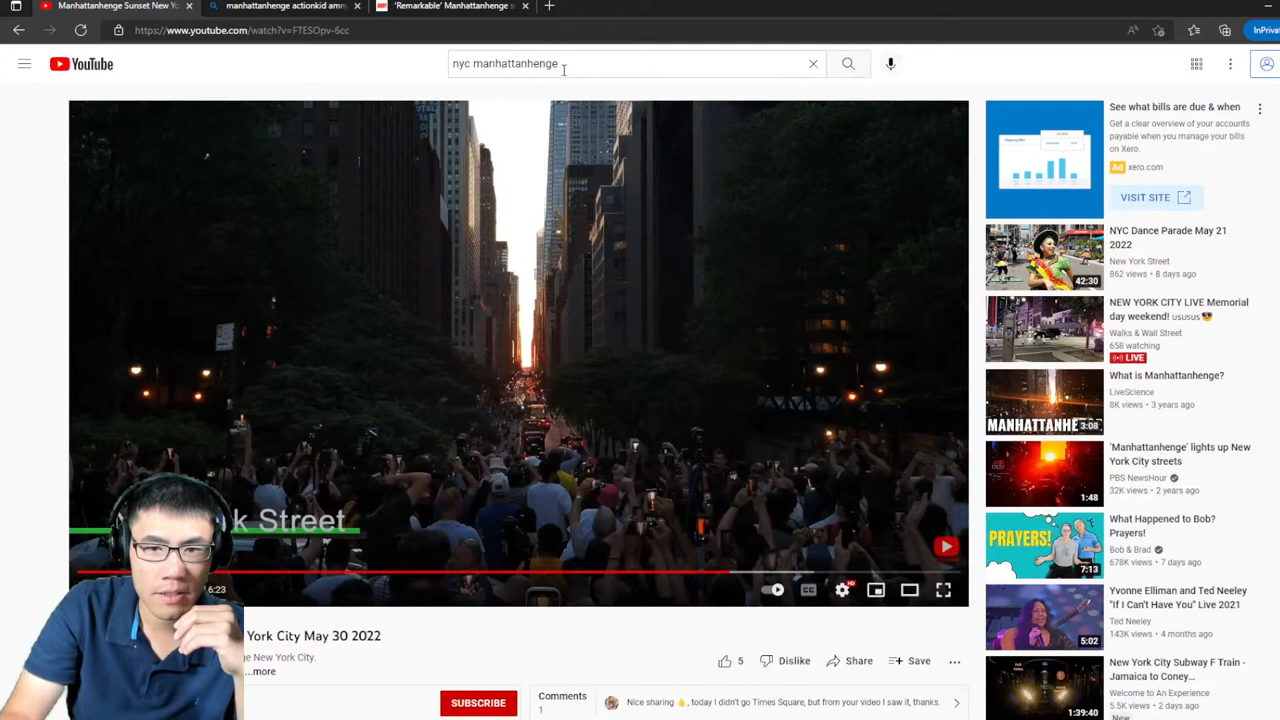 Manhattanhenge Sunset New Yo
manhattanhenge actionkid amny
'Remarkable' Manhattanhenge s
https://www.youtube.com/watch?v=FTESOpv-6cc
InPriva
YouTube
nyc manhattanhenge
k Street
6:23
CC
HD
York City May 30 2022
ge New York City.
...more
5
Dislike
Share
Save
SUBSCRIBE
Comments
1
Nice sharing 👍, today I didn't go Times Square, but from your video I saw it, thanks.
See what bills are due & when
Get a clear overview of your accounts
payable when you manage your bills
on Xero.
Ad xero.com
VISIT SITE
42:30
NYC Dance Parade May 21
2022
New York Street
862 views • 8 days ago
NEW YORK CITY LIVE Memorial
day weekend! ususus😎
Walks & Wall Street
658 watching
LIVE
MANHATTANHE
3:08
What is Manhattanhenge?
LiveScience
8K views • 3 years ago
1:48
'Manhattanhenge' lights up New
York City streets
PBS NewsHour
32K views • 2 years ago
PRAYERS!
7:13
What Happened to Bob?
Prayers!
Bob & Brad
678K views • 7 days ago
5:02
Yvonne Elliman and Ted Neeley
"If I Can't Have You" Live 2021
Ted Neeley
143K views • 4 months ago
1:39:40
New York City Subway F Train -
Jamaica to Coney...
Welcome to An Experience
5.5K views • 2 days ago
New